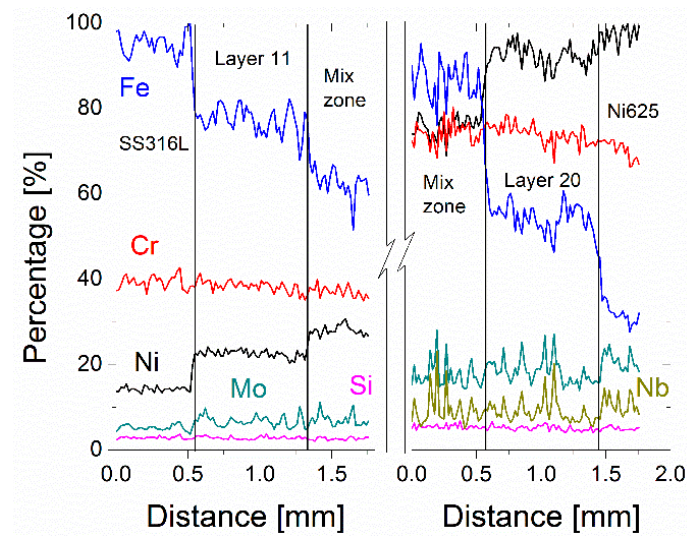 100
80
60
40
20
0
Percentage [%]
Fe
SS316L
Layer 11
Mix
zone
Cr
Ni
Mo
Si
Mix
zone
Layer 20
Ni625
Nb
0.0 0.5 1.0 1.5 0.0 0.5 1.0 1.5 2.0
Distance [mm] Distance [mm]